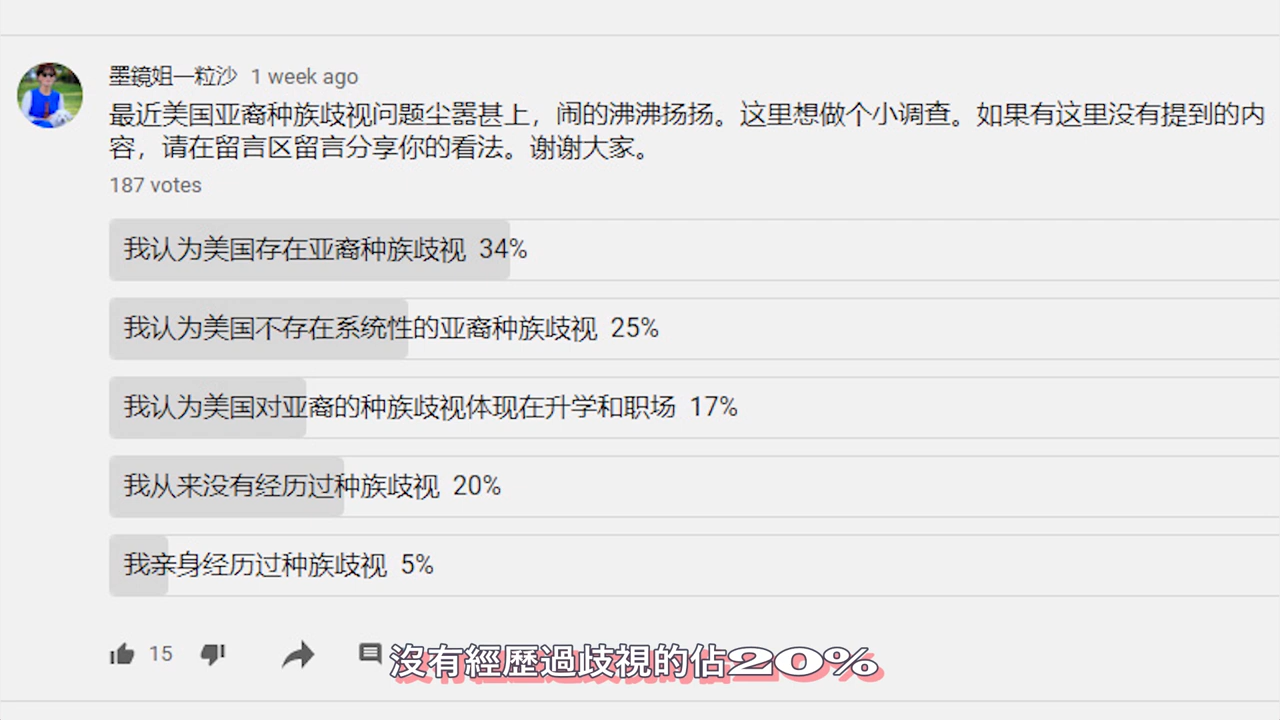 墨鏡姐一粒沙 1 week ago
最近美国亚裔种族歧视问题尘器甚上，闹的沸沸扬扬。这里想做个小调查。如果有这里没有提到的内
容，请在留言区留言分享你的看法。谢谢大家。
187 votes
我认为美国存在亚裔种族歧视 34%
我认为美国不存在系统性的亚裔种族歧视 25%
我认为美国对亚裔的种族歧视体现在升学和职场 17%
我从来没有经历过种族歧视 20%
我亲身经历过种族歧视 5%
15
沒有經歷過歧視的佔20%